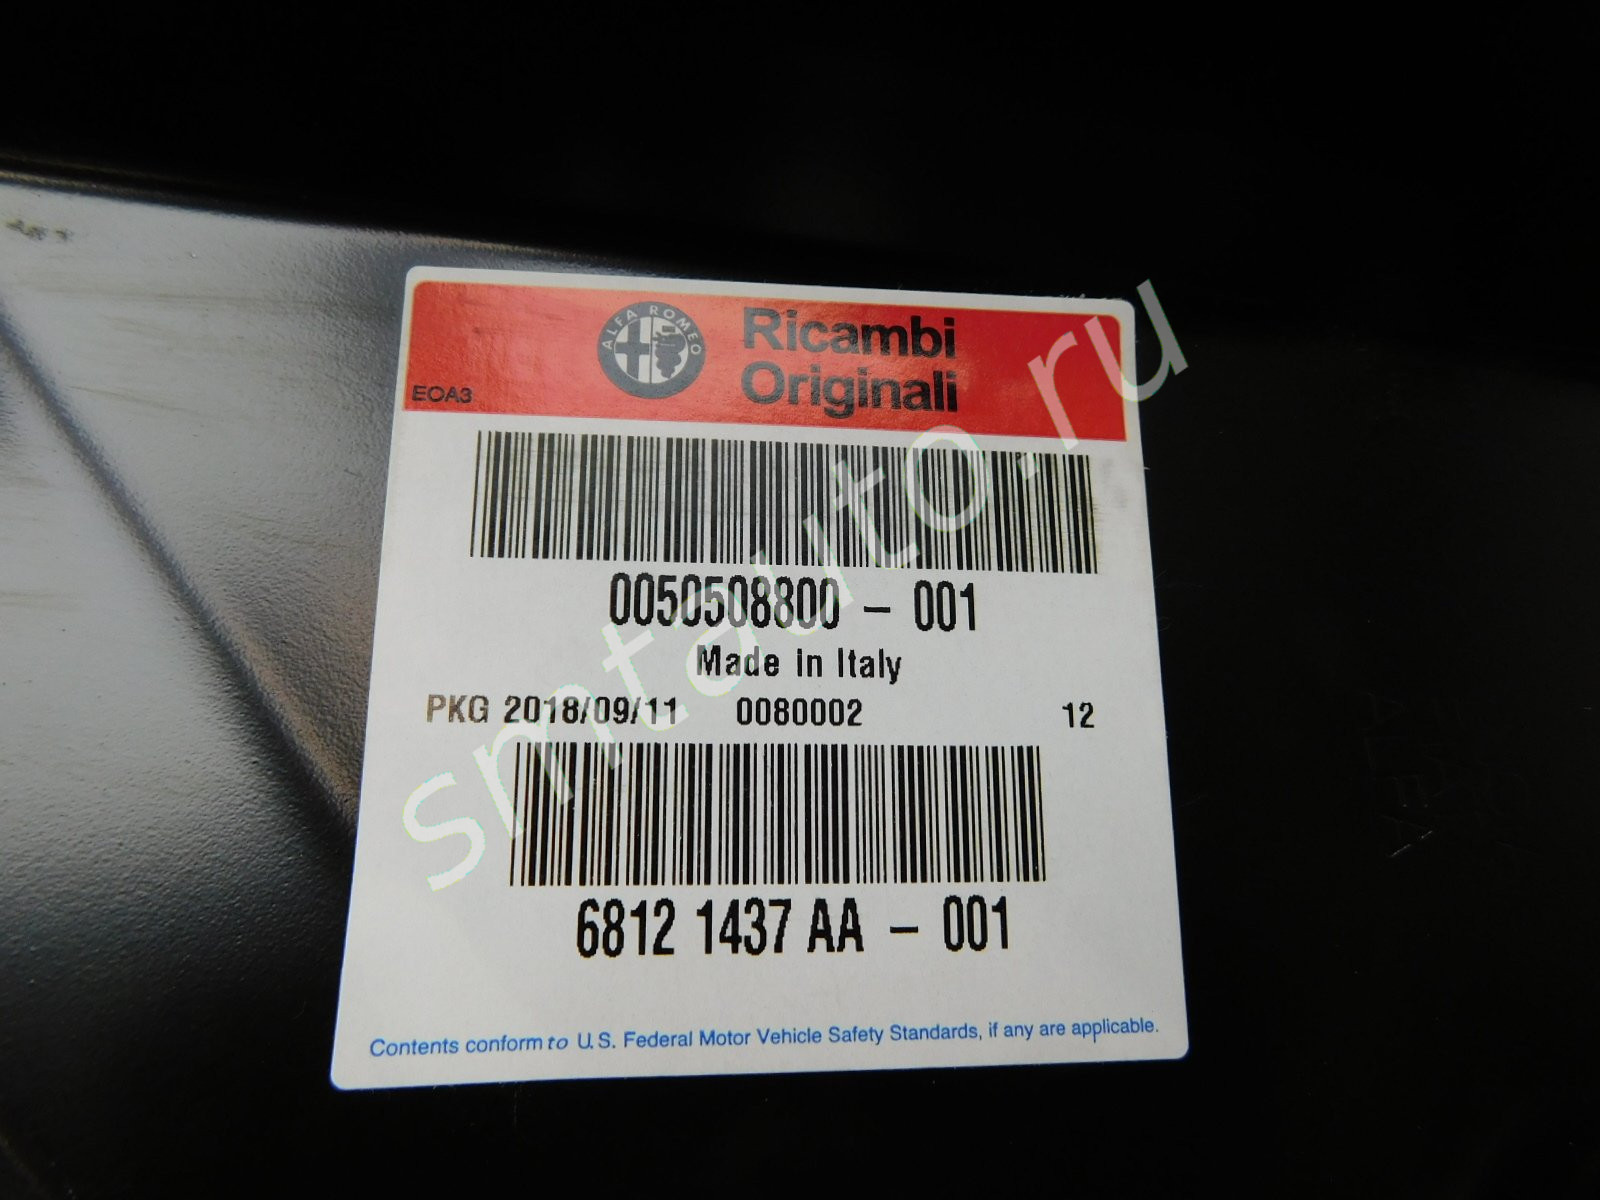 ALFA ROMEO
Ricambi
Originali
EOA3
0050508800 – 001
Made in Italy
PKG 2018/09/11 0080002 12
6812 1437 AA – 001
Contents conform to U.S. Federal Motor Vehicle Safety Standards, if any are applicable.
smtauto.ru